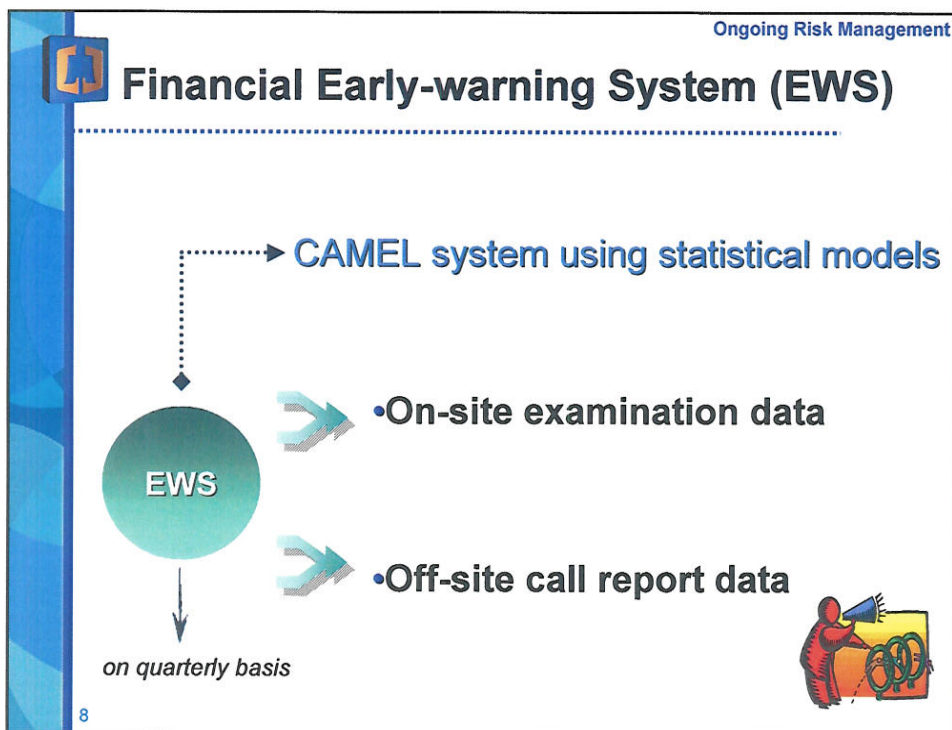 Ongoing Risk Management
Financial Early-warning System (EWS)
CAMEL system using statistical models
•On-site examination data
EWS
•Off-site call report data
on quarterly basis
8